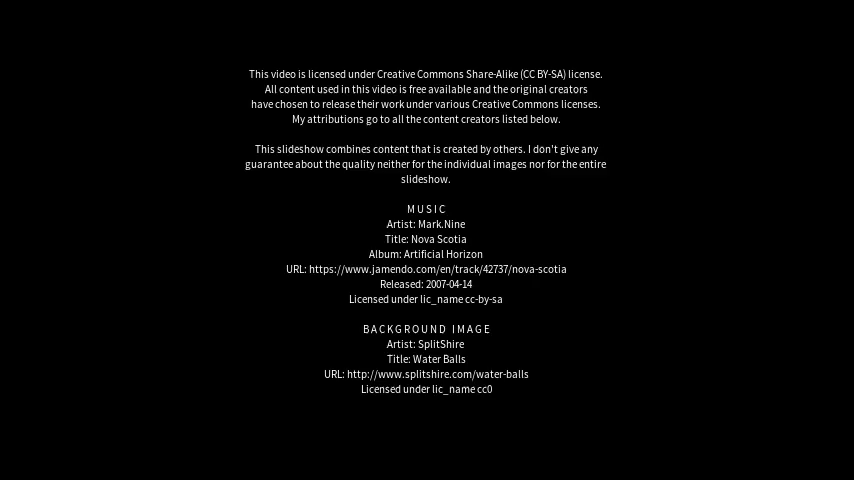 This video is licensed under Creative Commons Share-Alike (CC BY-SA) license.
All content used in this video is free available and the original creators
have chosen to release their work under various Creative Commons licenses.
My attributions go to all the content creators listed below.
This slideshow combines content that is created by others. I don't give any
guarantee about the quality neither for the individual images nor for the entire
slideshow.
MUSIC
Artist: Mark.Nine
Title: Nova Scotia
Album: Artificial Horizon
URL: https://www.jamendo.com/en/track/42737/nova-scotia
Released: 2007-04-14
Licensed under lic_name cc-by-sa
BACKGROUND IMAGE
Artist: SplitShire
Title: Water Balls
URL: http://www.splitshire.com/water-balls
Licensed under lic_name cc0